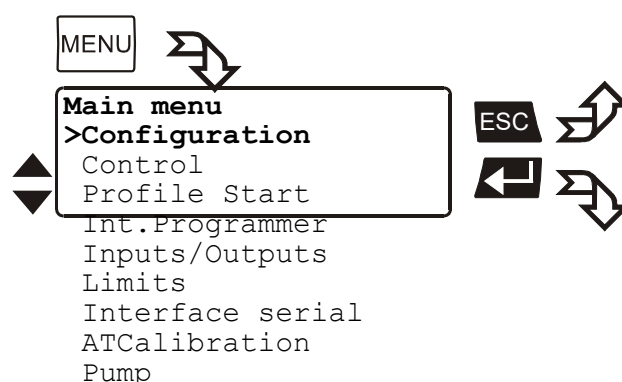 MENU
Main menu
>Configuration
Control
Profile Start
Int.Programmer
Inputs/Outputs
Limits
Interface serial
ATCalibration
Pump
ESC